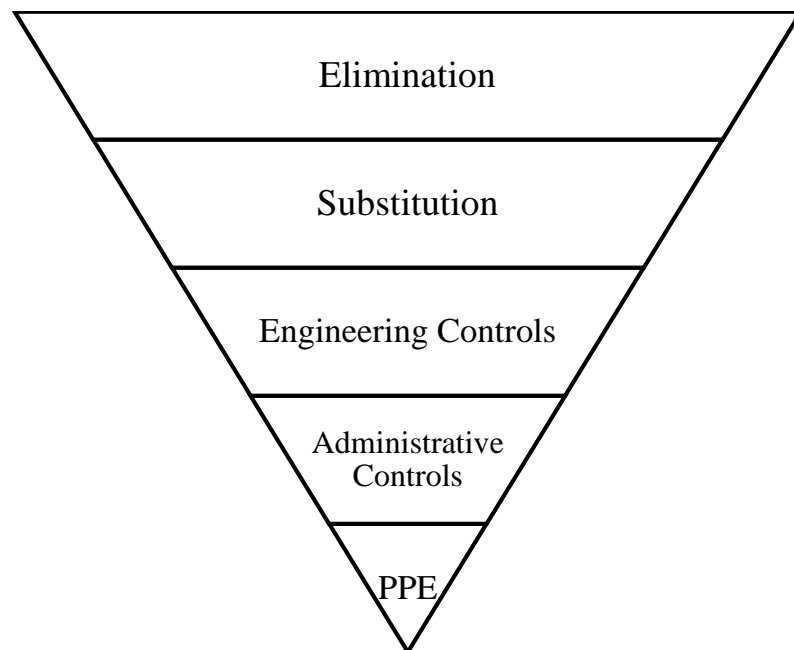 Elimination
Substitution
Engineering Controls
Administrative
Controls
PPE